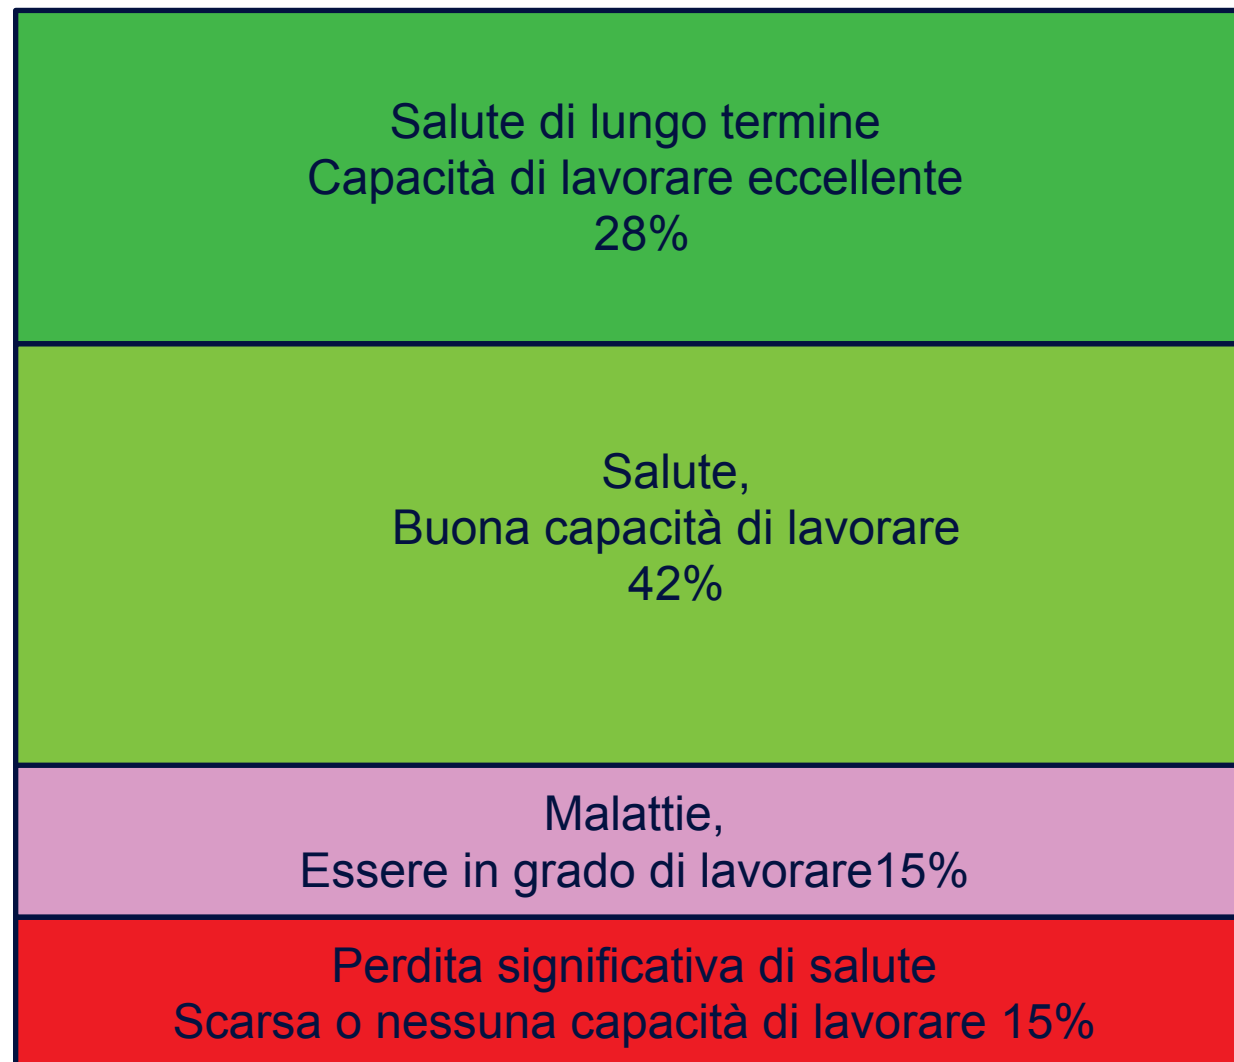 Salute di lungo termine
Capacità di lavorare eccellente
28%
Salute,
Buona capacità di lavorare
42%
Malattie,
Essere in grado di lavorare15%
Perdita significativa di salute
Scarsa o nessuna capacità di lavorare 15%